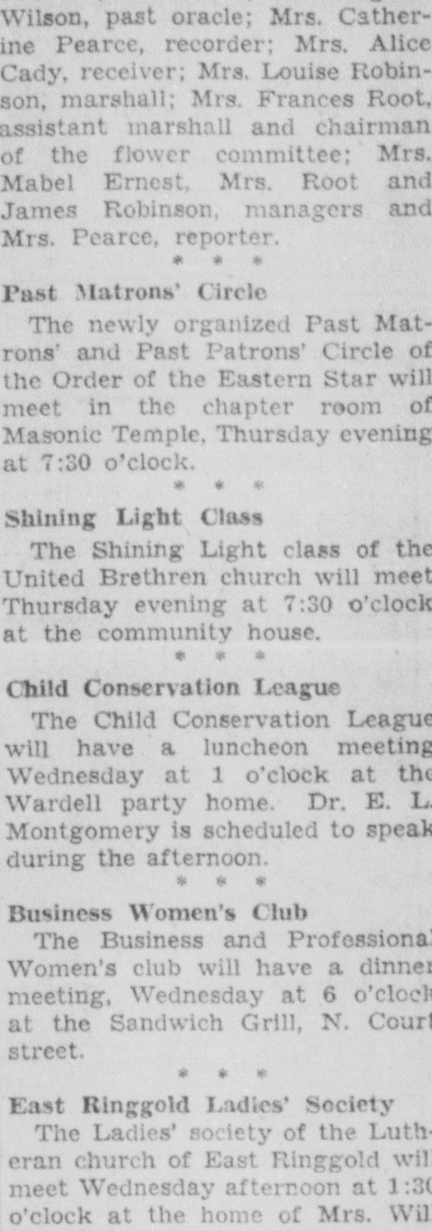 Wilson, past oracle; Mrs. Cather-
ine Pearce, recorder; Mrs. Alice
Cady, receiver; Mrs. Louise Robin-
son, marshall; Mrs. Frances Root,
assistant marshall and chairman
of the flower committee; Mrs.
Mabel Ernest, Mrs. Root and
James Robinson, managers and
Mrs. Pearce, reporter.
* * *
Past Matrons' Circle
The newly organized Past Mat-
rons' and Past Patrons' Circle of
the Order of the Eastern Star will
meet in the chapter room of
Masonic Temple, Thursday evening
at 7:30 o'clock.
* * *
Shining Light Class
The Shining Light class of the
United Brethren church will meet
Thursday evening at 7:30 o'clock
at the community house.
* * *
Child Conservation League
The Child Conservation League
will have a luncheon meeting
Wednesday at 1 o'clock at the
Wardell party home. Dr. E. L.
Montgomery is scheduled to speak
during the afternoon.
* * *
Business Women's Club
The Business and Professional
Women's club will have a dinner
meeting, Wednesday at 6 o'clock
at the Sandwich Grill, N. Court
street.
* * *
East Ringgold Ladies' Society
The Ladies' society of the Luth-
eran church of East Ringgold will
meet Wednesday afternoon at 1:30
o'clock at the home of Mrs. Wil